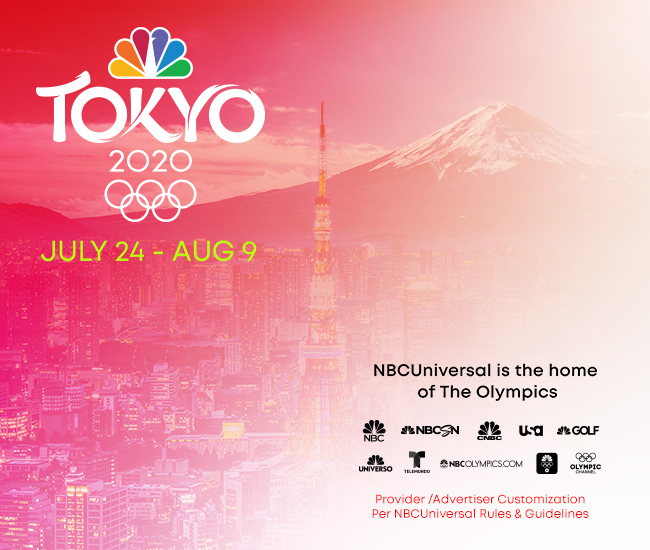 TOKYO
2020
JULY 24 - AUG 9
NBCUniversal is the home
of The Olympics
NBC NBCSN CNBC usa GOLF
UNIVERSO TELEMUNDO NBCOLYMPICS.COM OLYMPIC CHANNEL
Provider /Advertiser Customization
Per NBCUniversal Rules & Guidelines